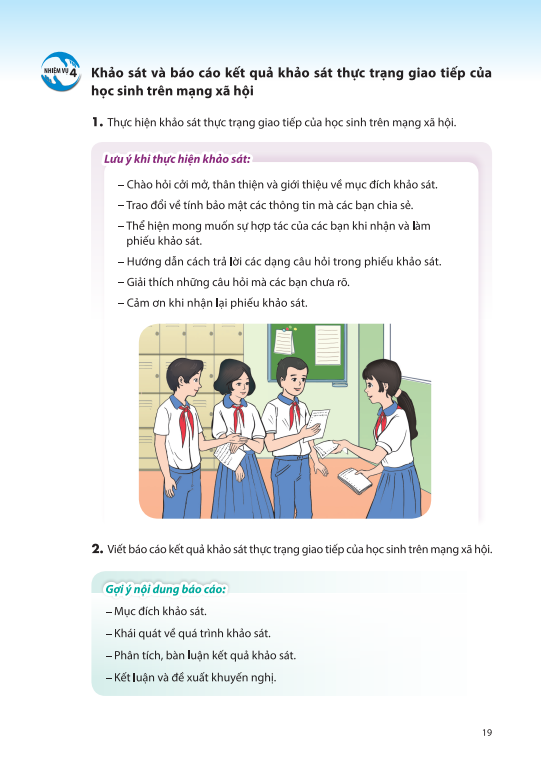 NHIỆM VỤ 4
Khảo sát và báo cáo kết quả khảo sát thực trạng giao tiếp của
học sinh trên mạng xã hội
1. Thực hiện khảo sát thực trạng giao tiếp của học sinh trên mạng xã hội.
Lưu ý khi thực hiện khảo sát:
– Chào hỏi cởi mở, thân thiện và giới thiệu về mục đích khảo sát.
– Trao đổi về tính bảo mật các thông tin mà các bạn chia sẻ.
– Thể hiện mong muốn sự hợp tác của các bạn khi nhận và làm
phiếu khảo sát.
– Hướng dẫn cách trả lời các dạng câu hỏi trong phiếu khảo sát.
– Giải thích những câu hỏi mà các bạn chưa rõ.
– Cảm ơn khi nhận lại phiếu khảo sát.
2. Viết báo cáo kết quả khảo sát thực trạng giao tiếp của học sinh trên mạng xã hội.
Gợi ý nội dung báo cáo:
– Mục đích khảo sát.
– Khái quát về quá trình khảo sát.
– Phân tích, bàn luận kết quả khảo sát.
– Kết luận và đề xuất khuyến nghị.
19